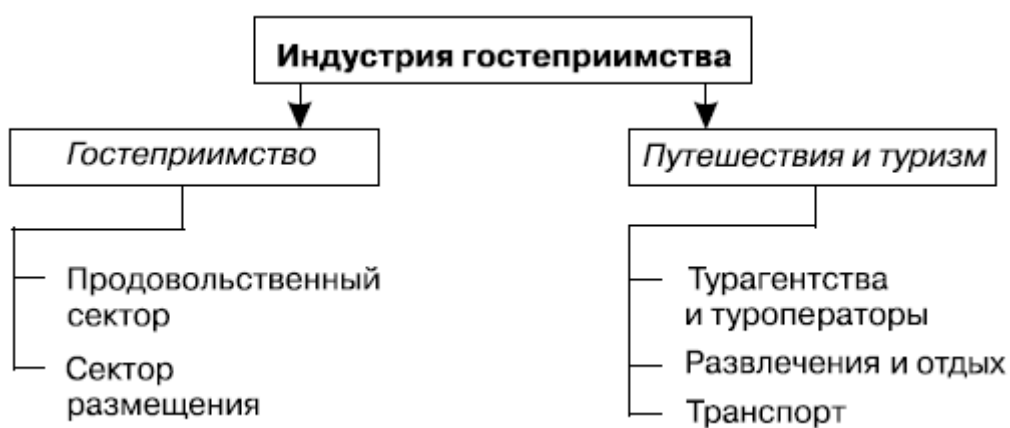 Индустрия гостеприимства
Гостеприимство
Продовольственный
сектор
Сектор
размещения
Путешествия и туризм
Турагентства
и туроператоры
Развлечения и отдых
Транспорт